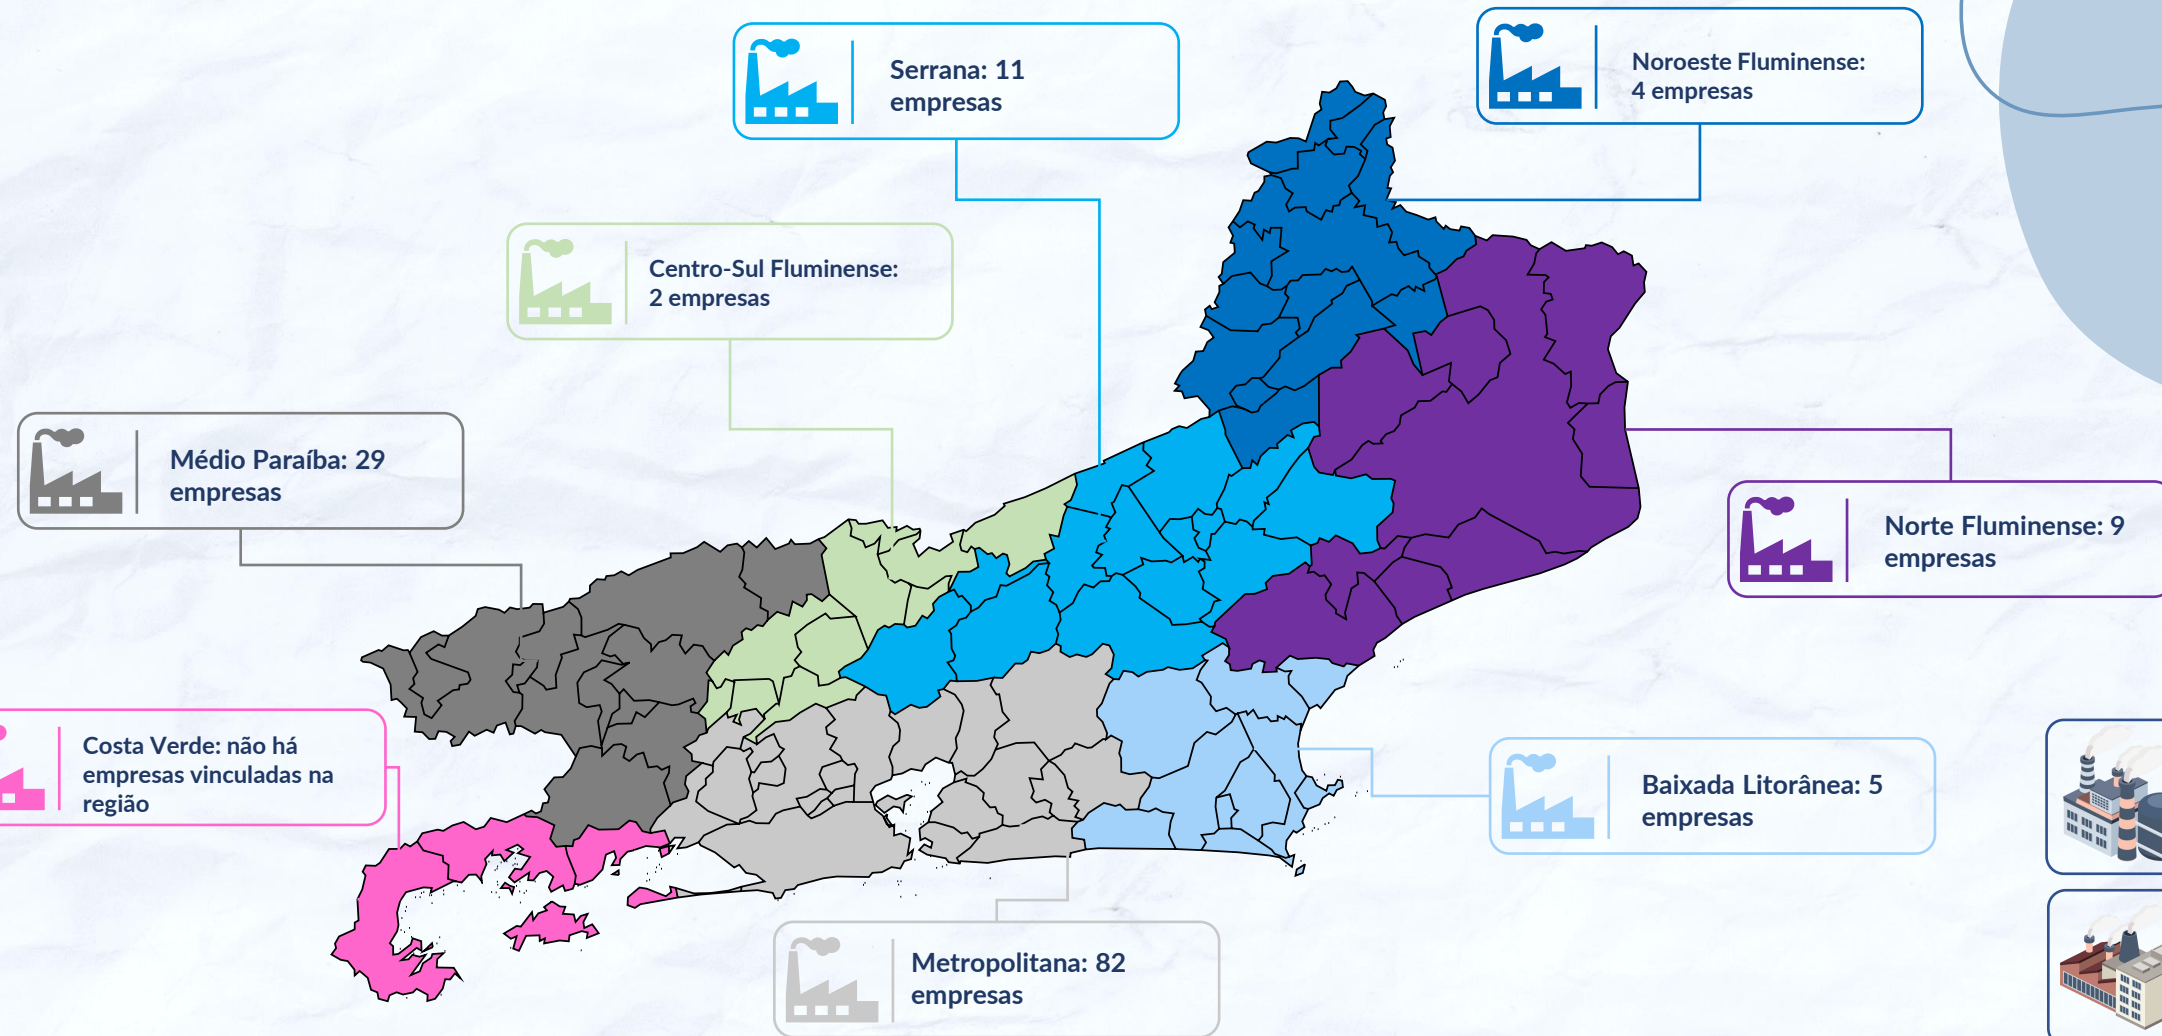 Serrana: 11
empresas
Noroeste Fluminense:
4 empresas
Centro-Sul Fluminense:
2 empresas
Médio Paraíba: 29
empresas
Norte Fluminense: 9
empresas
Costa Verde: não há
empresas vinculadas na
região
Baixada Litorânea: 5
empresas
Metropolitana: 82
empresas